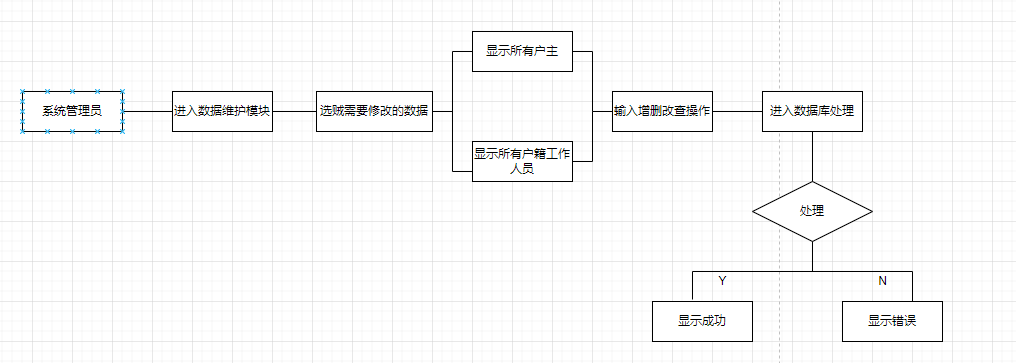 显示所有户主
系统管理员
进入数据维护模块
选贼需要修改的数据
输入增删改查操作
进入数据库处理
显示所有户籍工作
人员
处理
Y
N
显示成功
显示错误